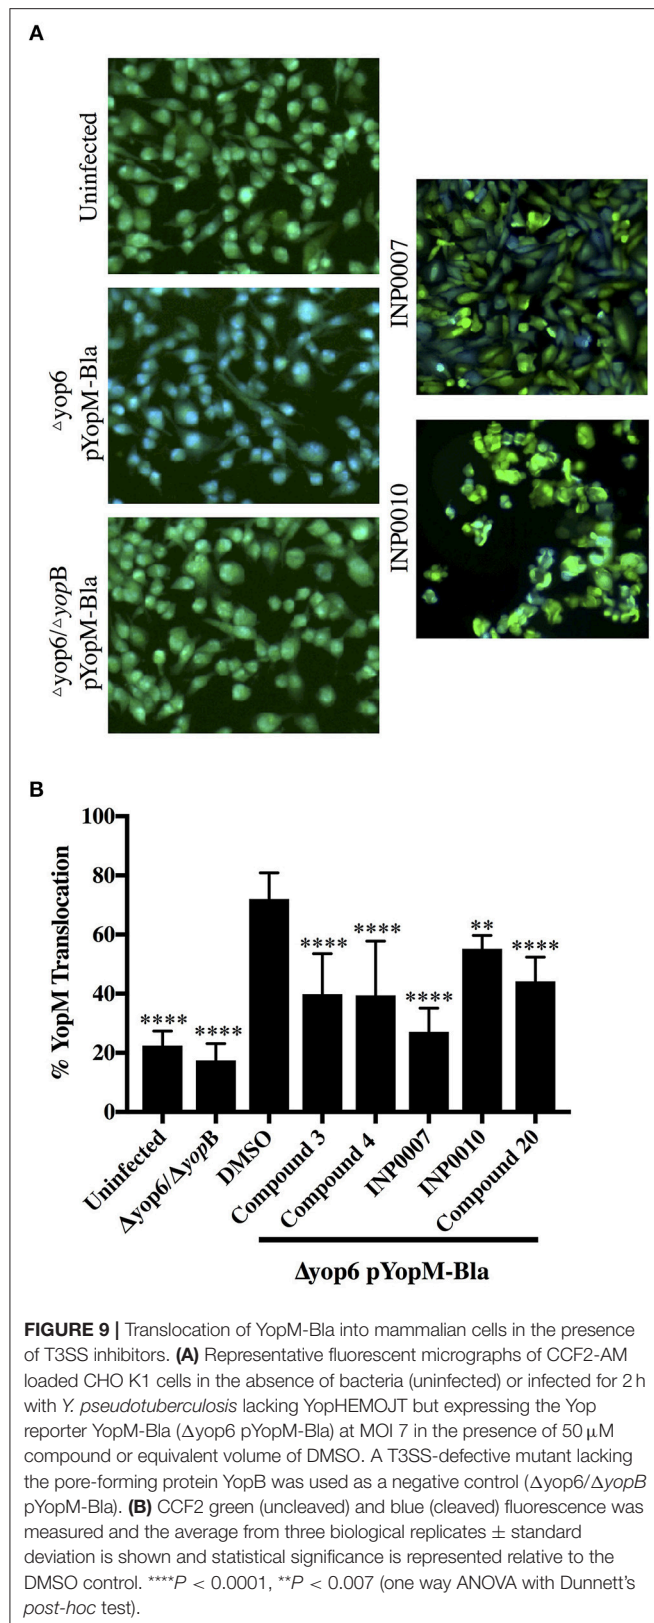 A
Uninfected
Δyop6
pYopM-Bla
Δyop6/ΔyopB
pYopM-Bla
INP0007
INP0010
B
% YopM Translocation
100
80
60
40
20
0
****
****
****
****
****
**
****
Uninfected
Δyop6/ΔyopB
DMSO
Compound 3
Compound 4
INP0007
INP0010
Compound 20
Δyop6 pYopM-Bla
FIGURE 9 | Translocation of YopM-Bla into mammalian cells in the presence
of T3SS inhibitors. (A) Representative fluorescent micrographs of CCF2-AM
loaded CHO K1 cells in the absence of bacteria (uninfected) or infected for 2 h
with Y. pseudotuberculosis lacking YopHEMOJT but expressing the Yop
reporter YopM-Bla (Δyop6 pYopM-Bla) at MOI 7 in the presence of 50 μM
compound or equivalent volume of DMSO. A T3SS-defective mutant lacking
the pore-forming protein YopB was used as a negative control (Δyop6/ΔyopB
pYopM-Bla). (B) CCF2 green (uncleaved) and blue (cleaved) fluorescence was
measured and the average from three biological replicates ± standard
deviation is shown and statistical significance is represented relative to the
DMSO control. ****P < 0.0001, **P < 0.007 (one way ANOVA with Dunnett's
post-hoc test).